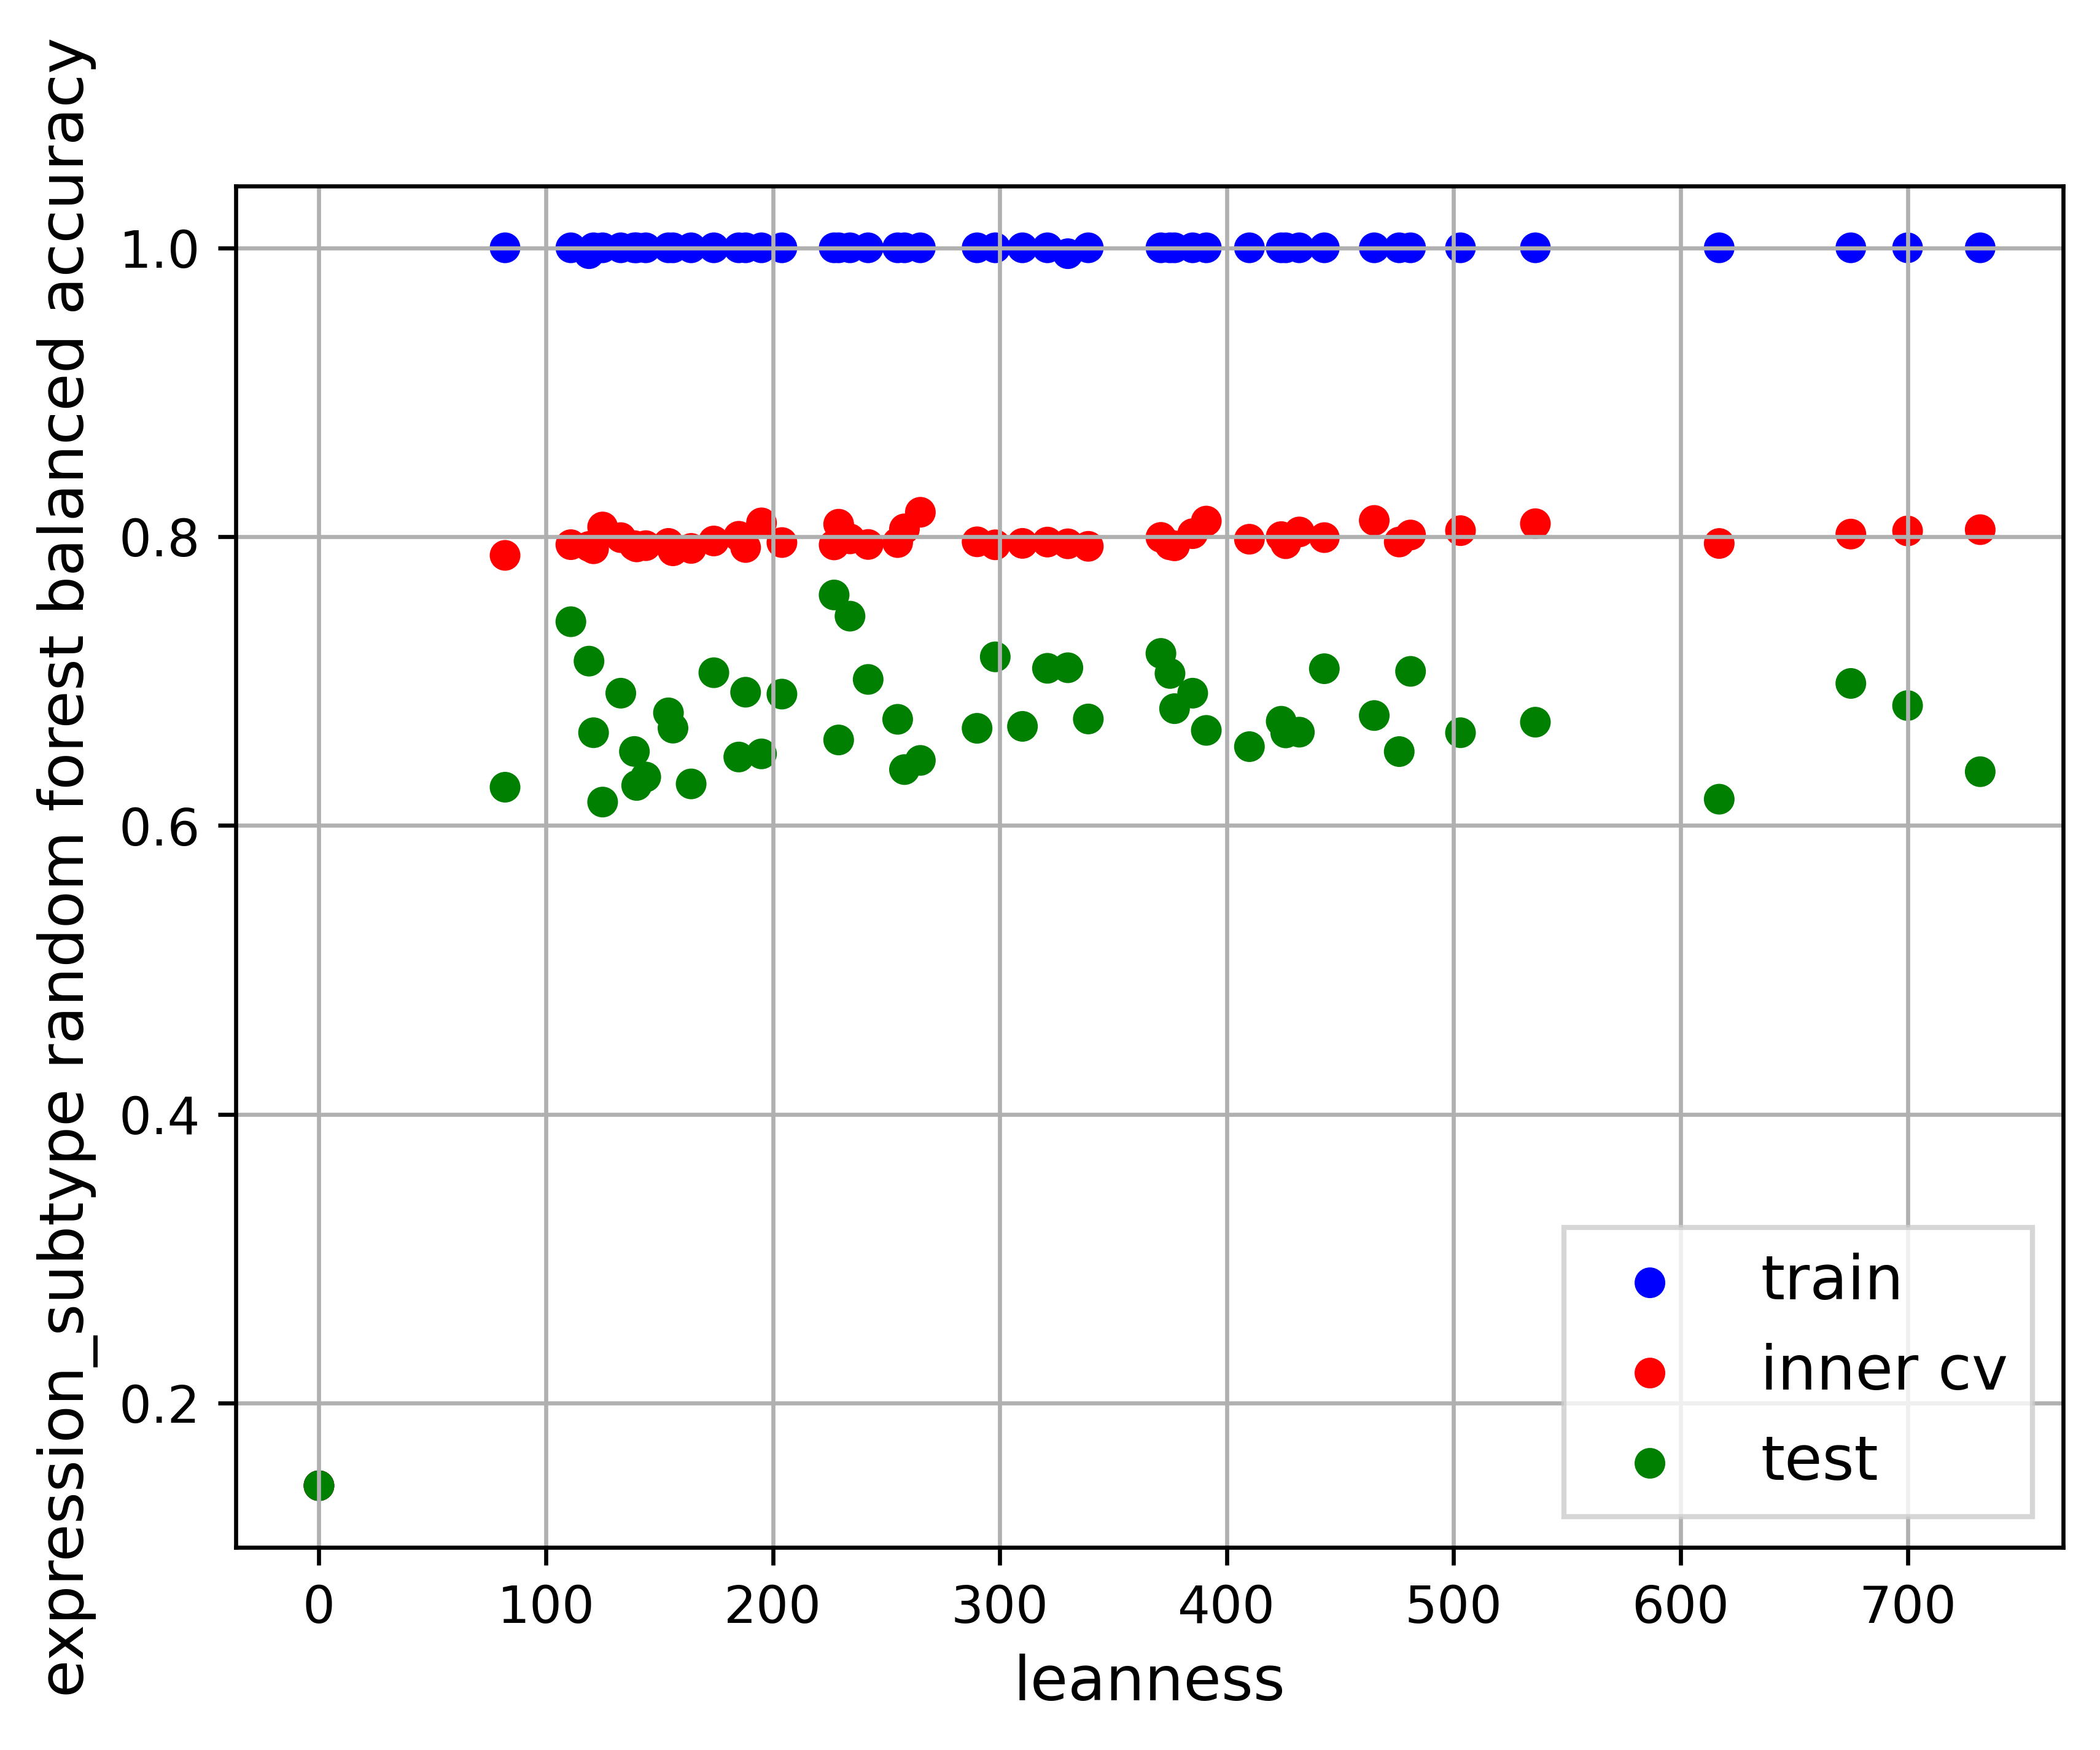 expression_subtype random forest balanced accuracy
1.0
0.8
0.6
0.4
0.2
0 100 200 300 400 500 600 700
leanness
train
inner cv
test